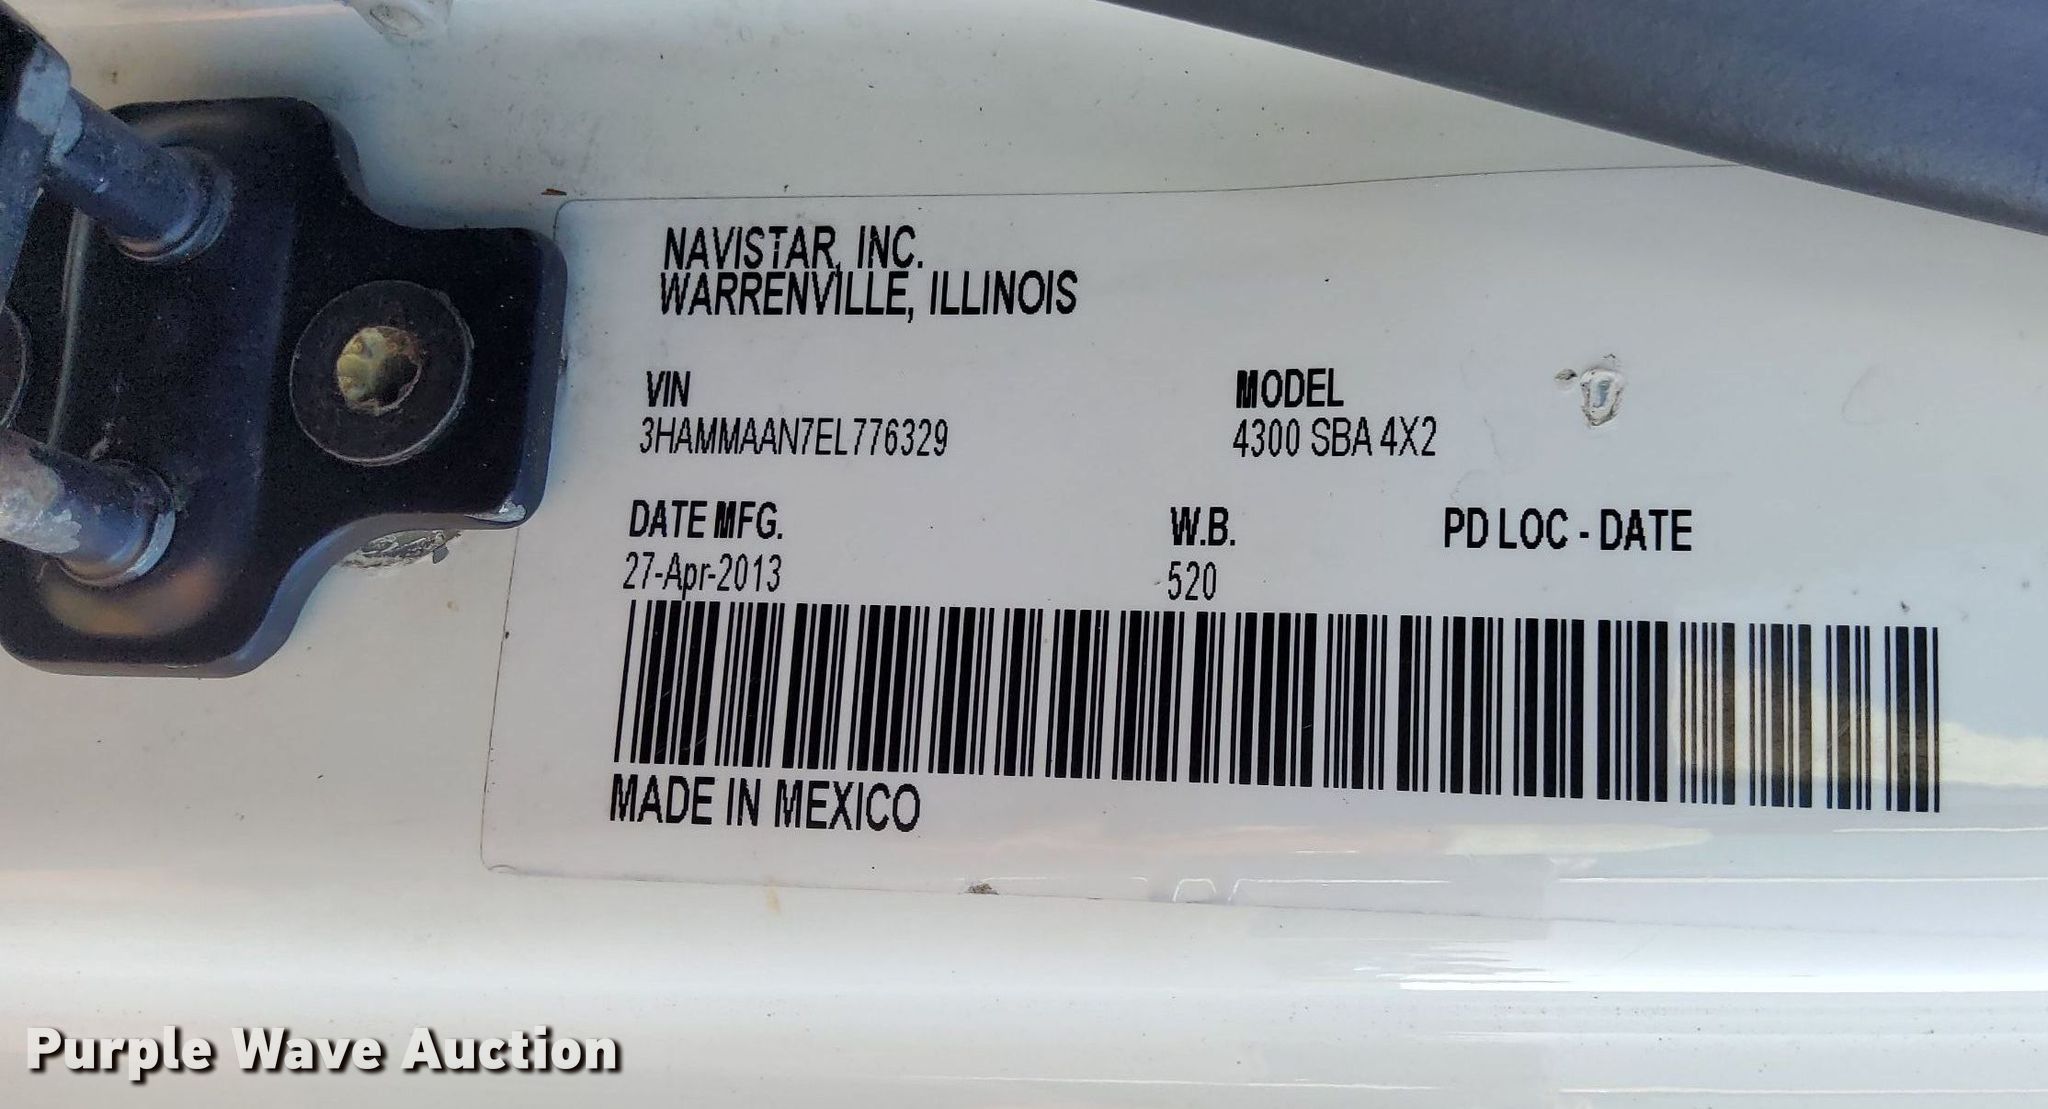 NAVISTAR, INC.
WARRENVILLE, ILLINOIS
VIN MODEL
3HAMMAAN7EL776329 4300 SBA 4X2
DATE MFG. W.B. PD LOC - DATE
27-Apr-2013 520
MADE IN MEXICO
Purple Wave Auction